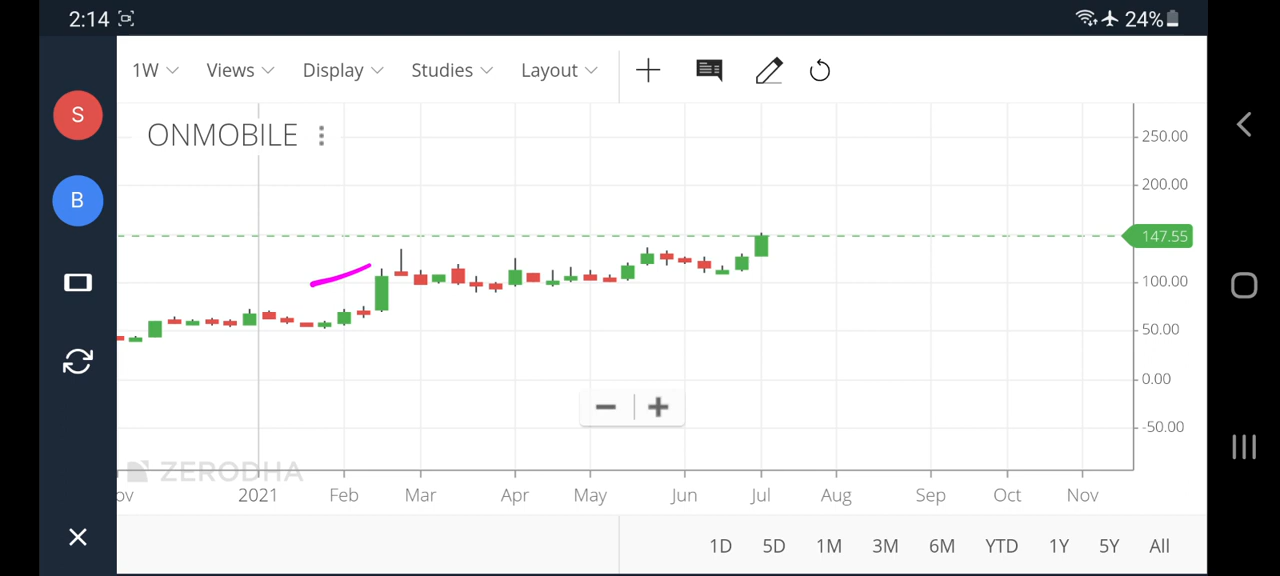 2:14 24%
1W Views Display Studies Layout
S
B
ONMOBILE
250.00
200.00
147.55
100.00
50.00
0.00
-50.00
ZERODHA
ov 2021 Feb Mar Apr May Jun Jul Aug Sep Oct Nov
1D 5D 1M 3M 6M YTD 1Y 5Y All